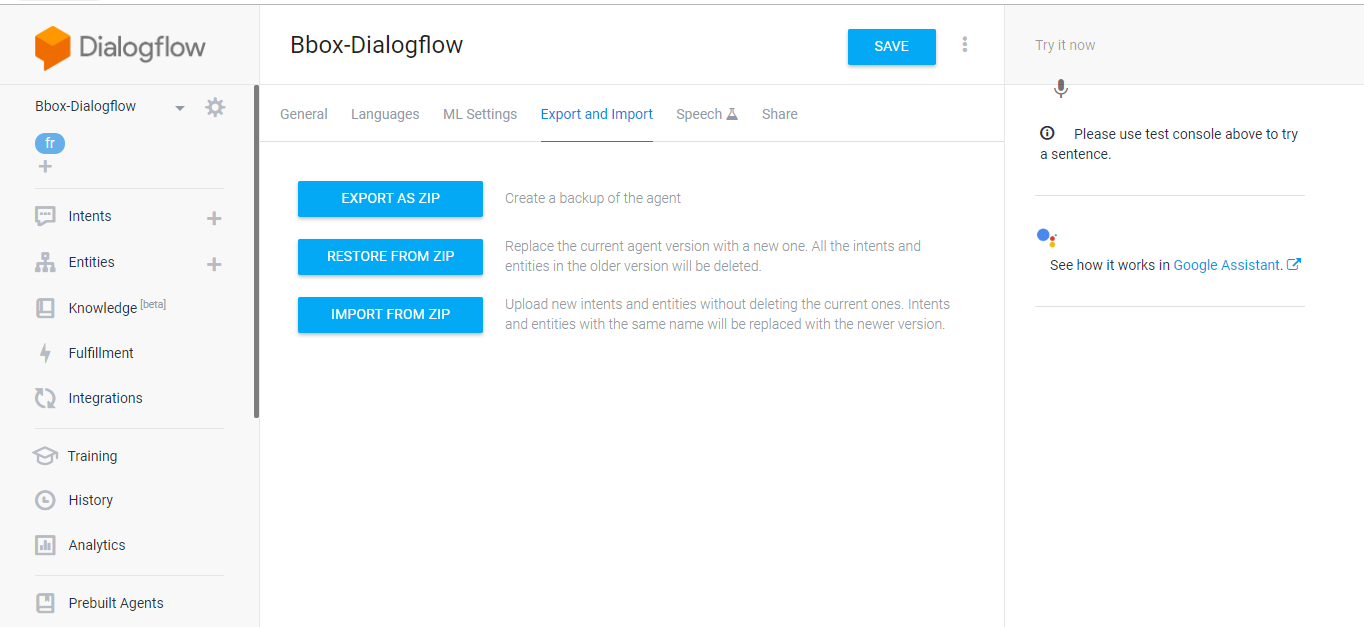 Dialogflow
Bbox-Dialogflow
fr
Intents
Entities
Knowledge [beta]
Fulfillment
Integrations
Training
History
Analytics
Prebuilt Agents
Bbox-Dialogflow
SAVE
General Languages ML Settings Export and Import Speech Share
EXPORT AS ZIP
Create a backup of the agent
RESTORE FROM ZIP
Replace the current agent version with a new one. All the intents and
entities in the older version will be deleted.
IMPORT FROM ZIP
Upload new intents and entities without deleting the current ones. Intents
and entities with the same name will be replaced with the newer version.
Try it now
Please use test console above to try
a sentence.
See how it works in Google Assistant.